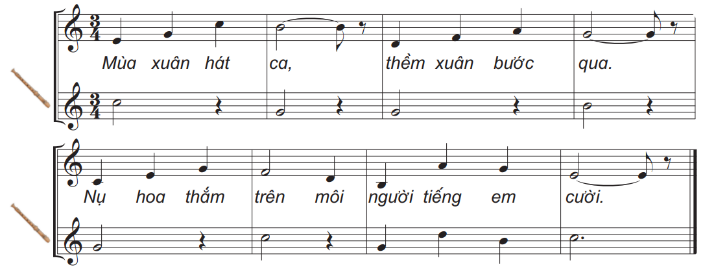 Mùa xuân hát ca, thềm xuân bước qua.
Nụ hoa thắm trên môi người tiếng em cười.